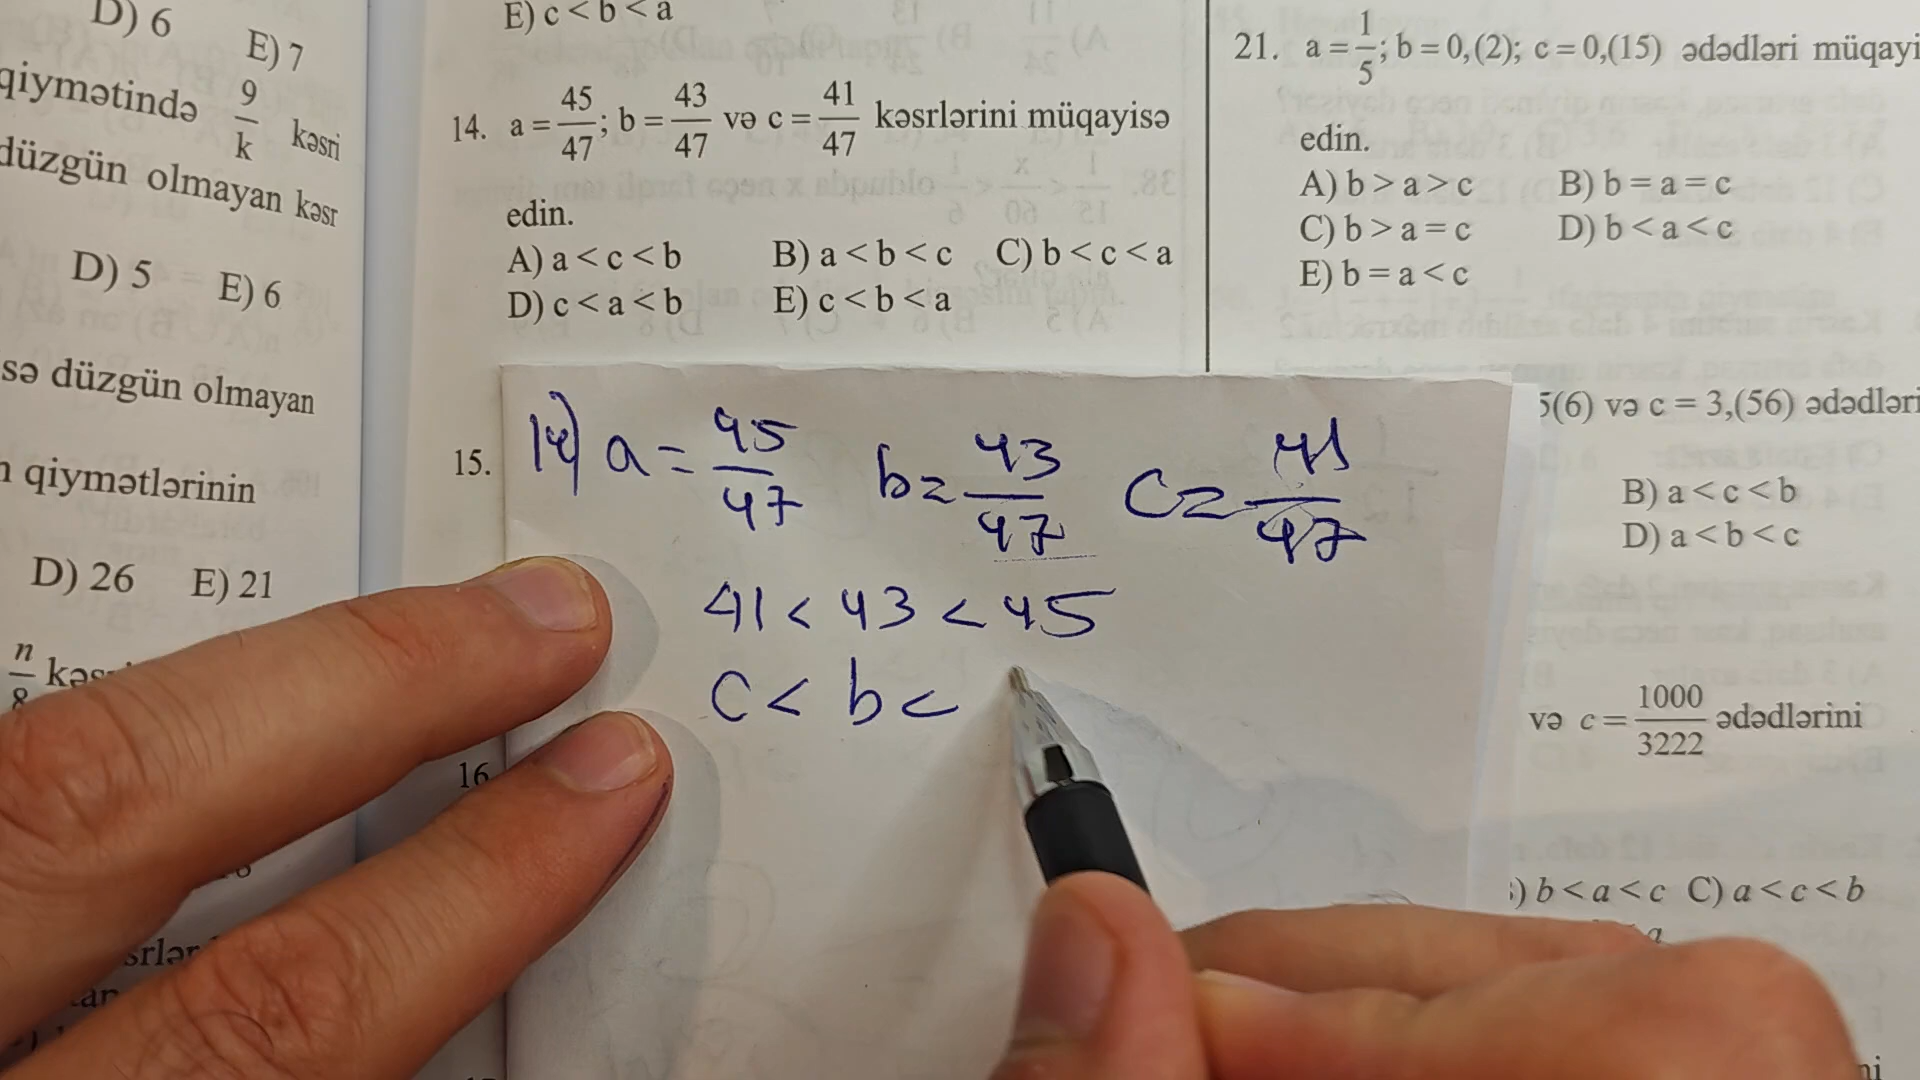 D) 6
E) 7
qiymətində 9/k kəsri
düzgün olmayan kəsr
D) 5 E) 6
sə düzgün olmayan
qiymətlərinin
D) 26 E) 21
n/8
E) c < b < a
14. a = 45/47; b = 43/47 və c = 41/47 kəsrlərini müqayisə
edin.
A) a < c < b B) a < b < c C) b < c < a
D) c < a < b E) c < b < a
15.
14) a = 45/47 b = 43/47 c = 41/47
41 < 43 < 45
c < b <
16
21. a = 1/5; b = 0,(2); c = 0,(15) ədədləri müqayi
edin.
A) b > a > c B) b = a = c
C) b > a = c D) b < a < c
E) b = a < c
5(6) və c = 3,(56) ədədləri
B) a < c < b
D) a < b < c
və c = 1000/3222 ədədlərini
) b < a < c C) a < c < b
a